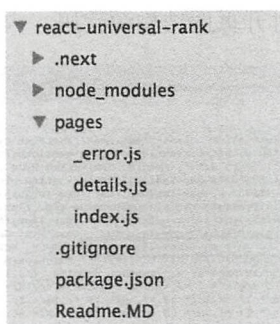 react-universal-rank
.next
node_modules
pages
_error.js
details.js
index.js
.gitignore
package.json
Readme.MD